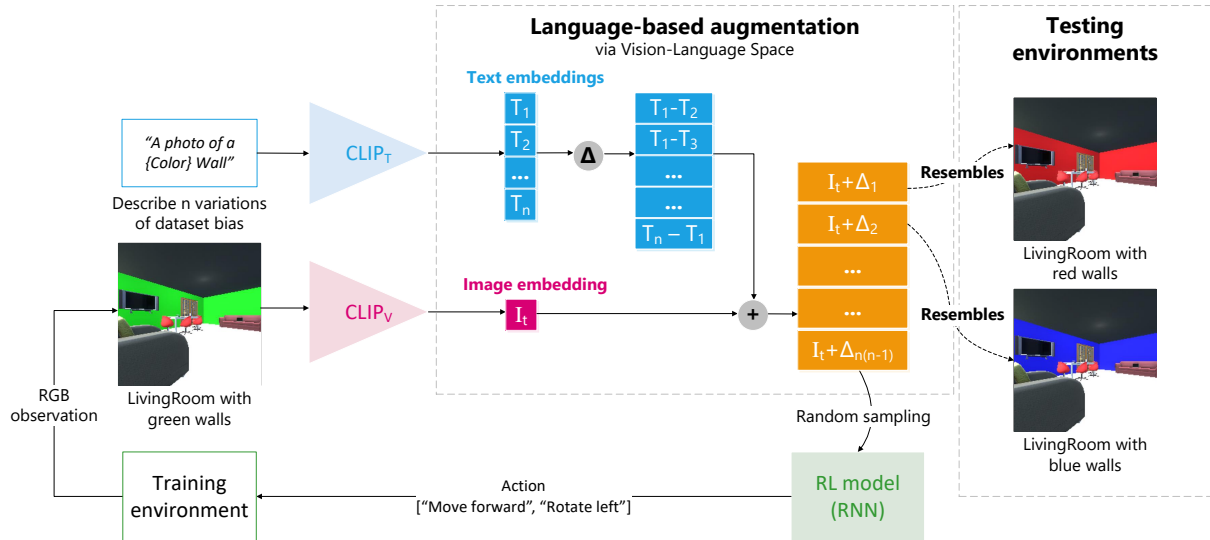 Language-based augmentation
via Vision-Language Space
Testing
environments
Text embeddings
"A photo of a
{Color} Wall"
CLIP_T
T_1
T_2
...
T_n
Δ
T_1-T_2
T_1-T_3
...
...
T_n – T_1
Describe n variations
of dataset bias
CLIP_V
Image embedding
I_t
+
I_t+Δ_1
I_t+Δ_2
...
...
I_t+Δ_n(n-1)
Resembles
LivingRoom with
red walls
Resembles
LivingRoom with
blue walls
LivingRoom with
green walls
RGB
observation
Random sampling
Training
environment
Action
["Move forward", "Rotate left"]
RL model
(RNN)